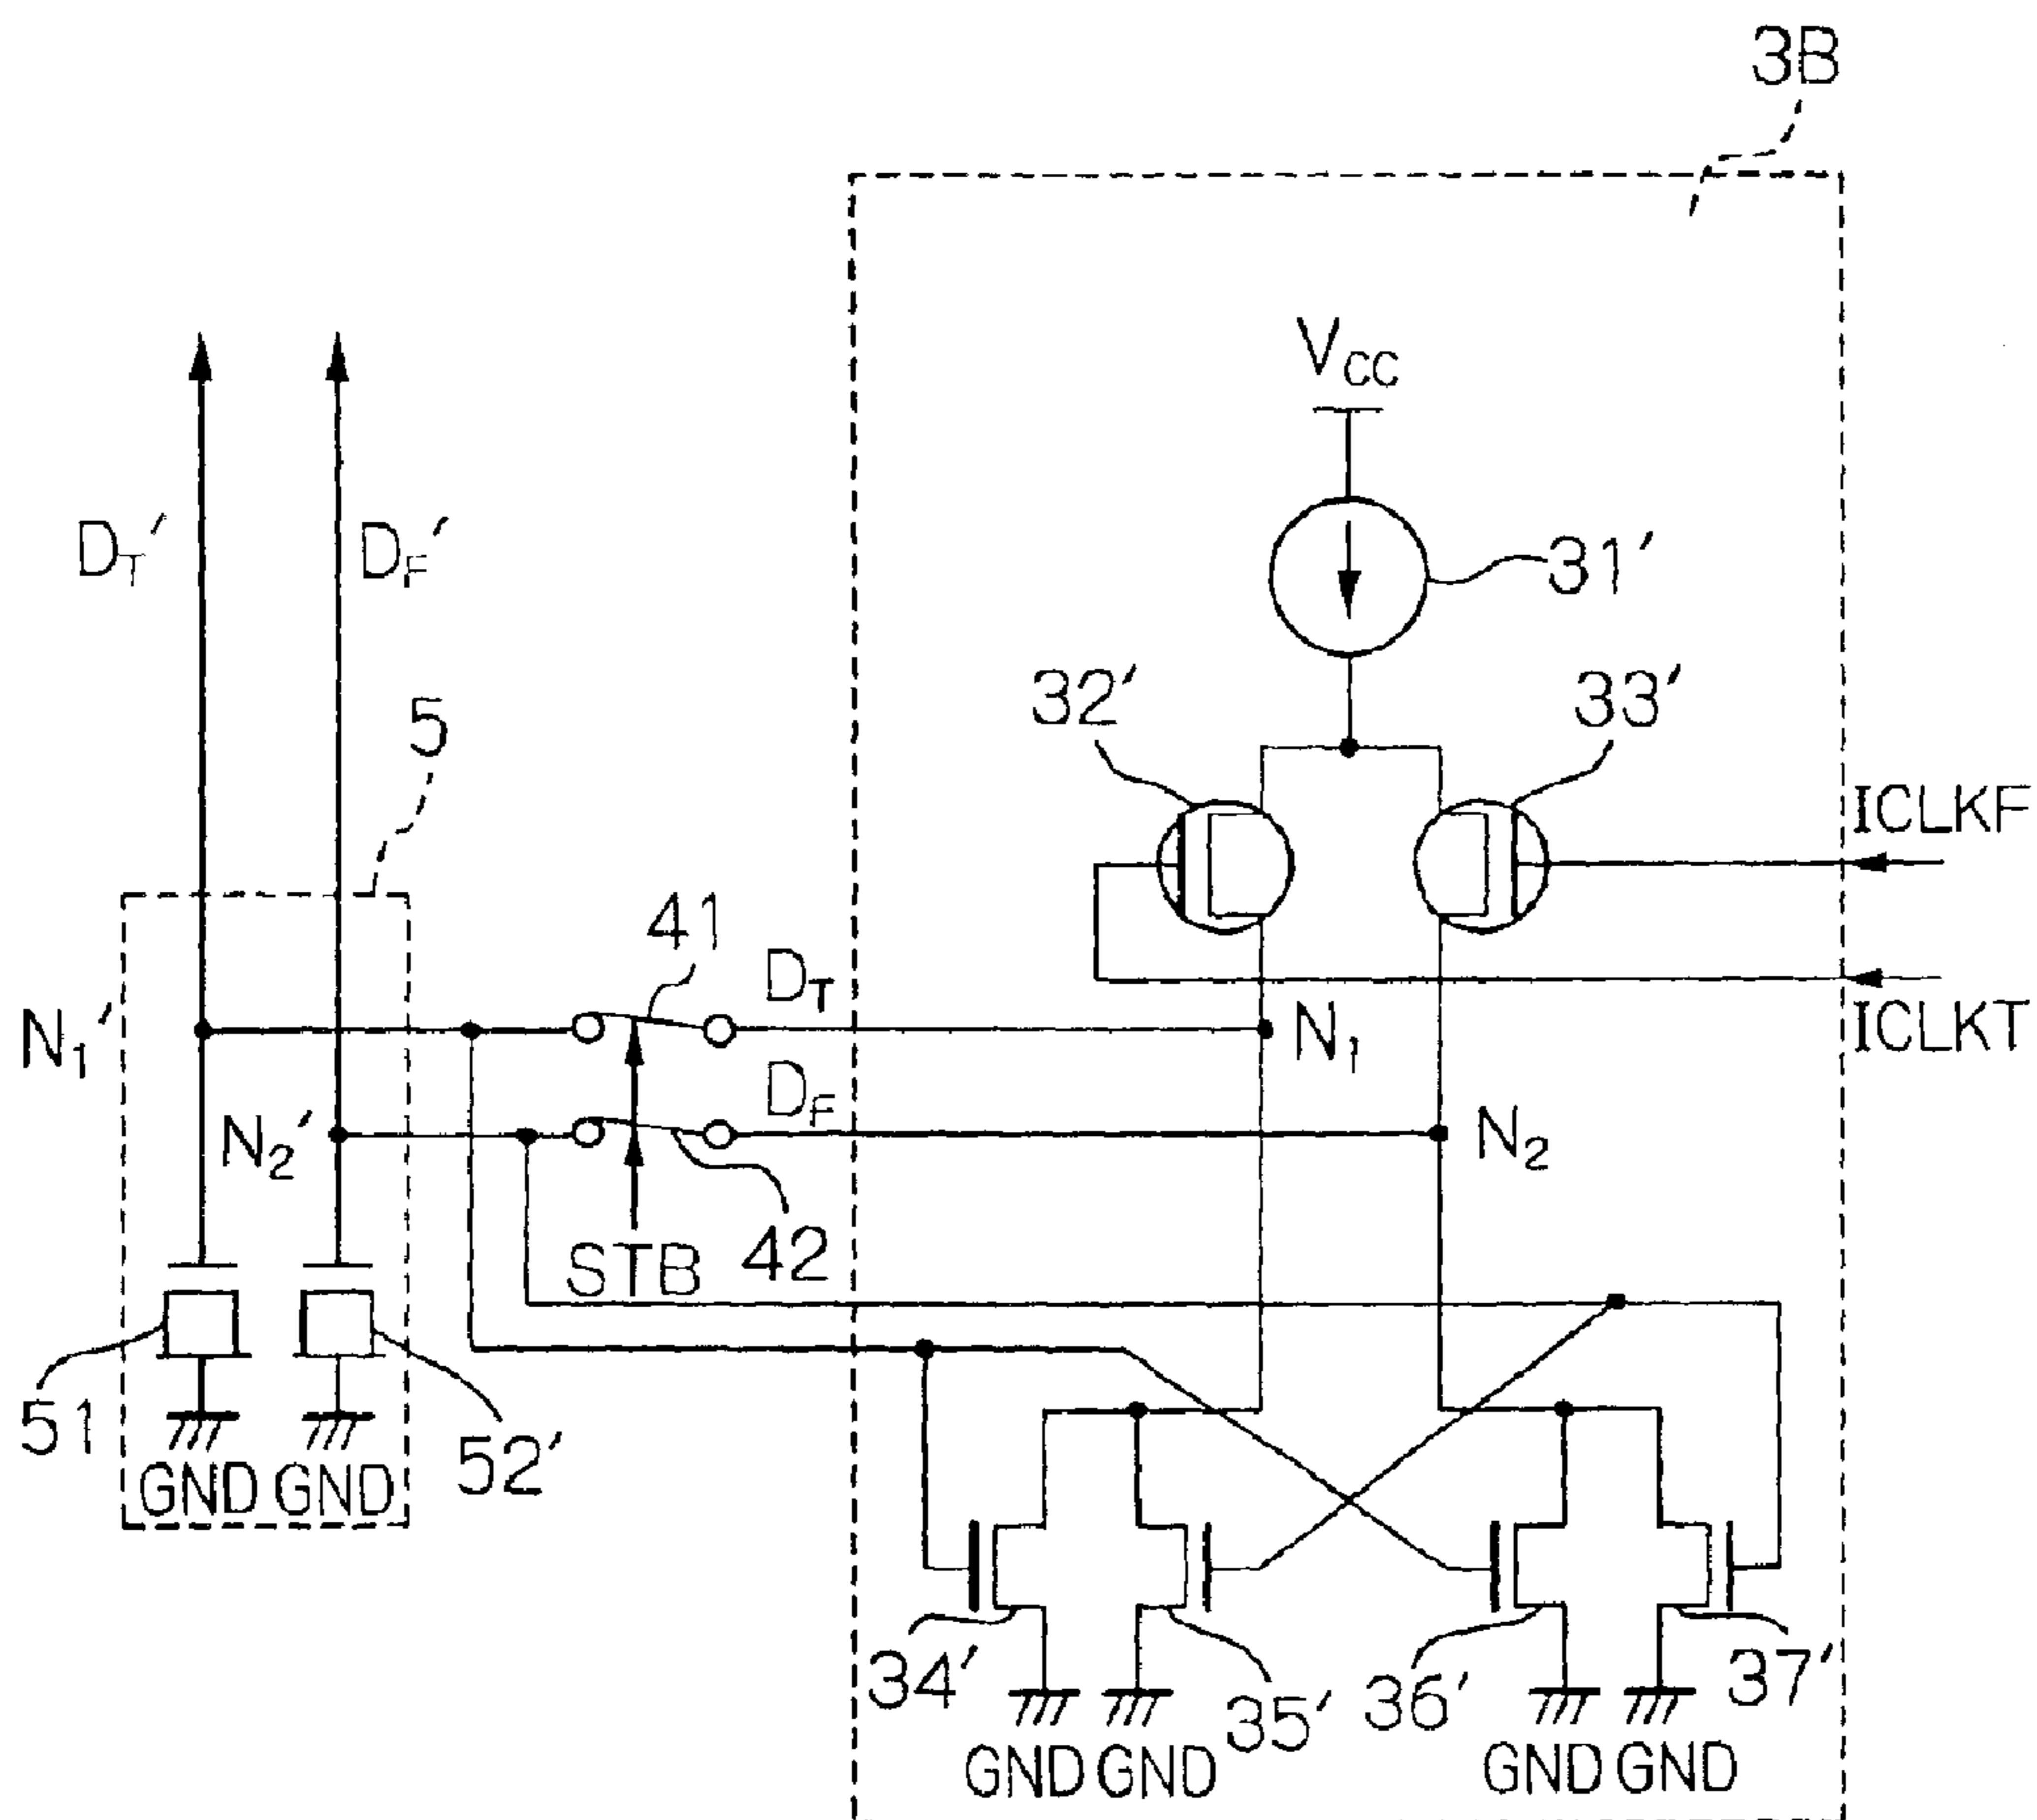 3B
VCC
DT′
DF′
31′
5
32′
33′
ICLKF
41
DT
N1′
N1
ICLKT
DF
N2′
N2
STB
42
51
52′
GND GND
34′
35′
36′
37′
GND GND
GND GND